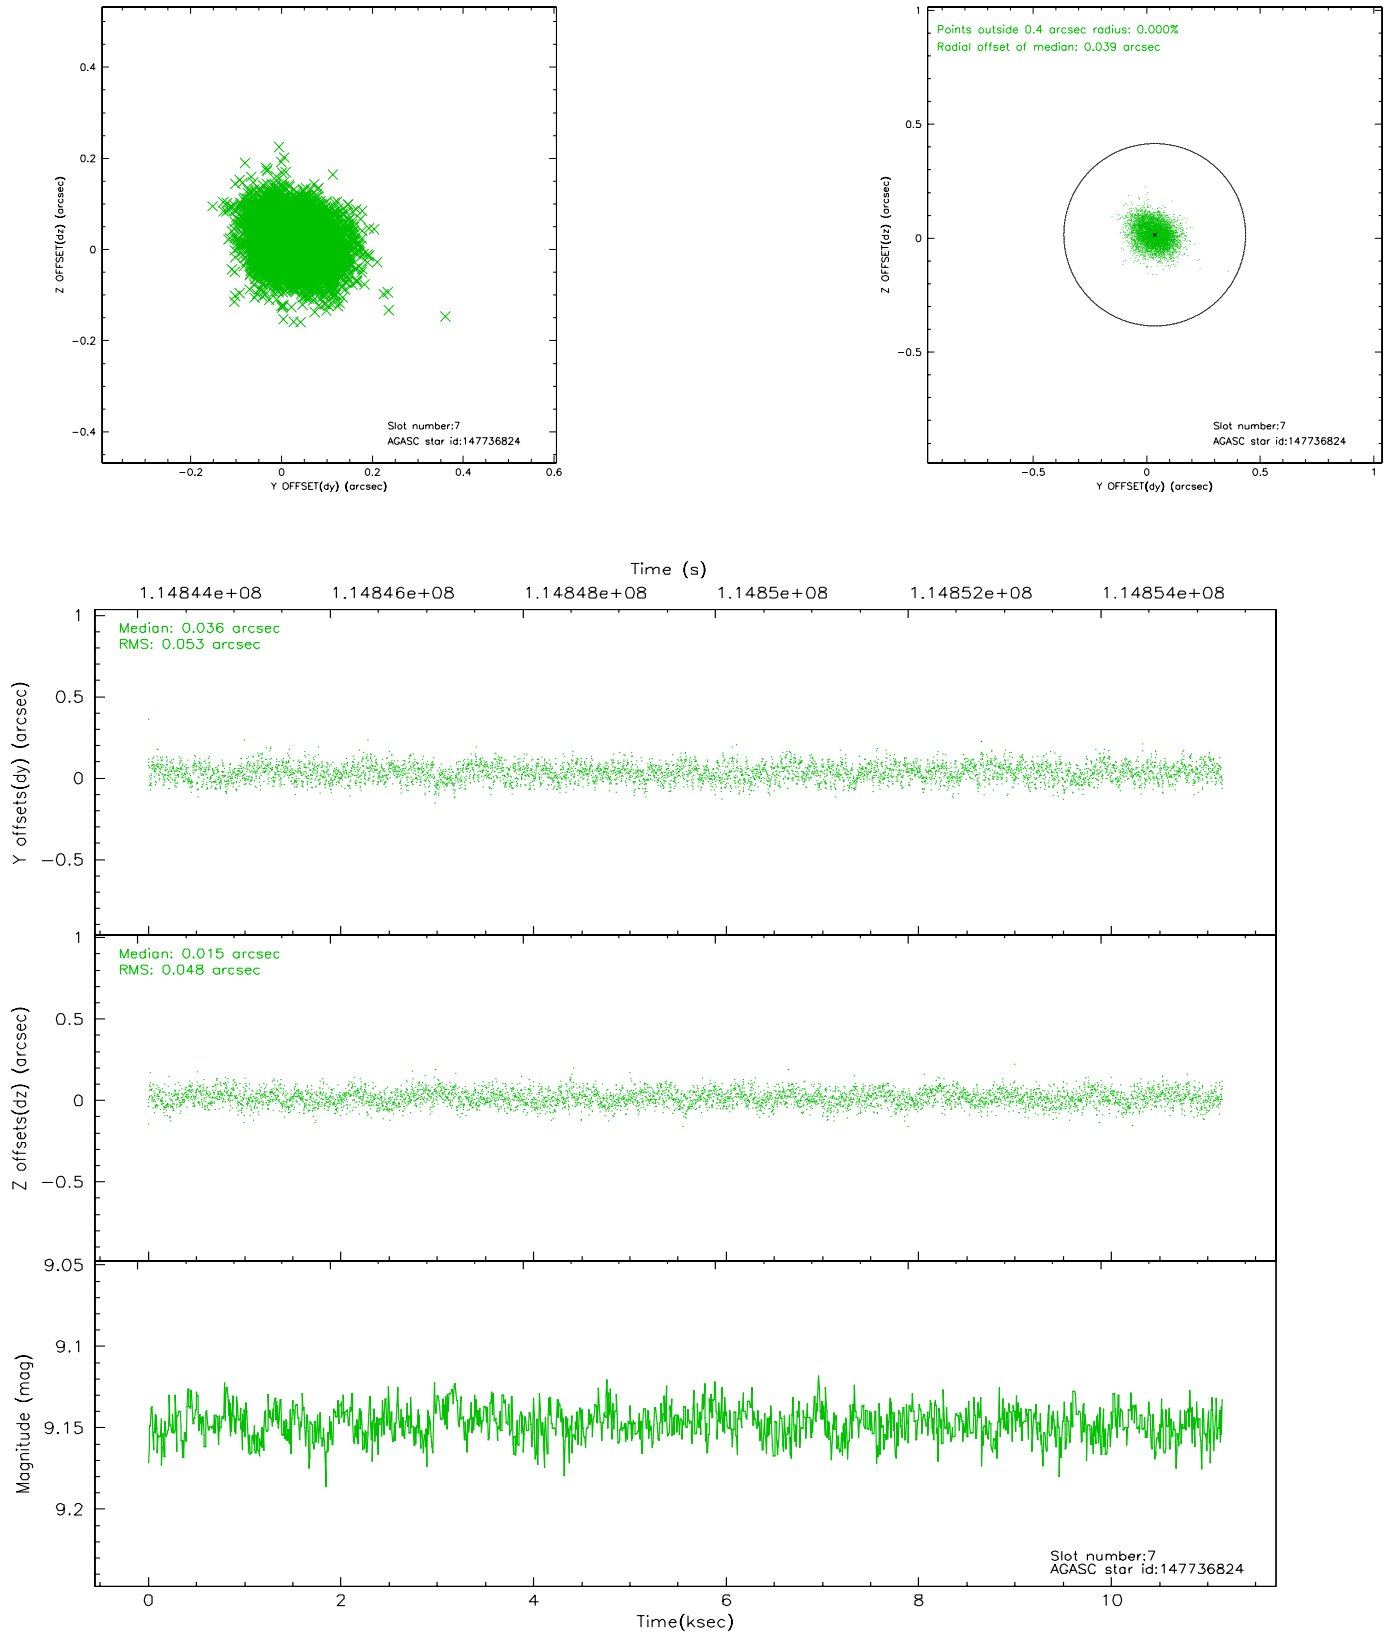 0.4
0.2
0
−0.2
−0.4
Z OFFSET(dz) (arcsec)
Slot number:7
AGASC star id:147736824
−0.2 0 0.2 0.4 0.6
Y OFFSET(dy) (arcsec)
1
0.5
0
−0.5
Z OFFSET(dz) (arcsec)
Points outside 0.4 arcsec radius: 0.000%
Radial offset of median: 0.039 arcsec
Slot number:7
AGASC star id:147736824
−0.5 0 0.5 1
Y OFFSET(dy) (arcsec)
Time (s)
1.14844e+08 1.14846e+08 1.14848e+08 1.1485e+08 1.14852e+08 1.14854e+08
1
0.5
0
−0.5
Y offsets(dy) (arcsec)
Median: 0.036 arcsec
RMS: 0.053 arcsec
1
0.5
0
−0.5
Z offsets(dz) (arcsec)
Median: 0.015 arcsec
RMS: 0.048 arcsec
9.05
9.1
9.15
9.2
Magnitude (mag)
Slot number:7
AGASC star id:147736824
0 2 4 6 8 10
Time(ksec)